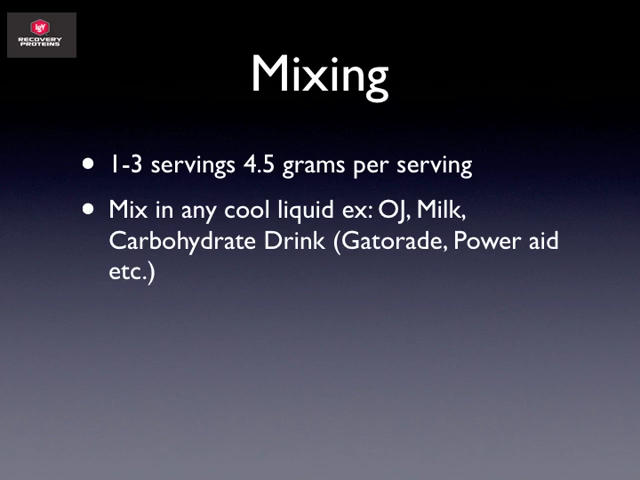 IgY
RECOVERY
PROTEINS
Mixing
• 1-3 servings 4.5 grams per serving
• Mix in any cool liquid ex: OJ, Milk,
Carbohydrate Drink (Gatorade, Power aid
etc.)